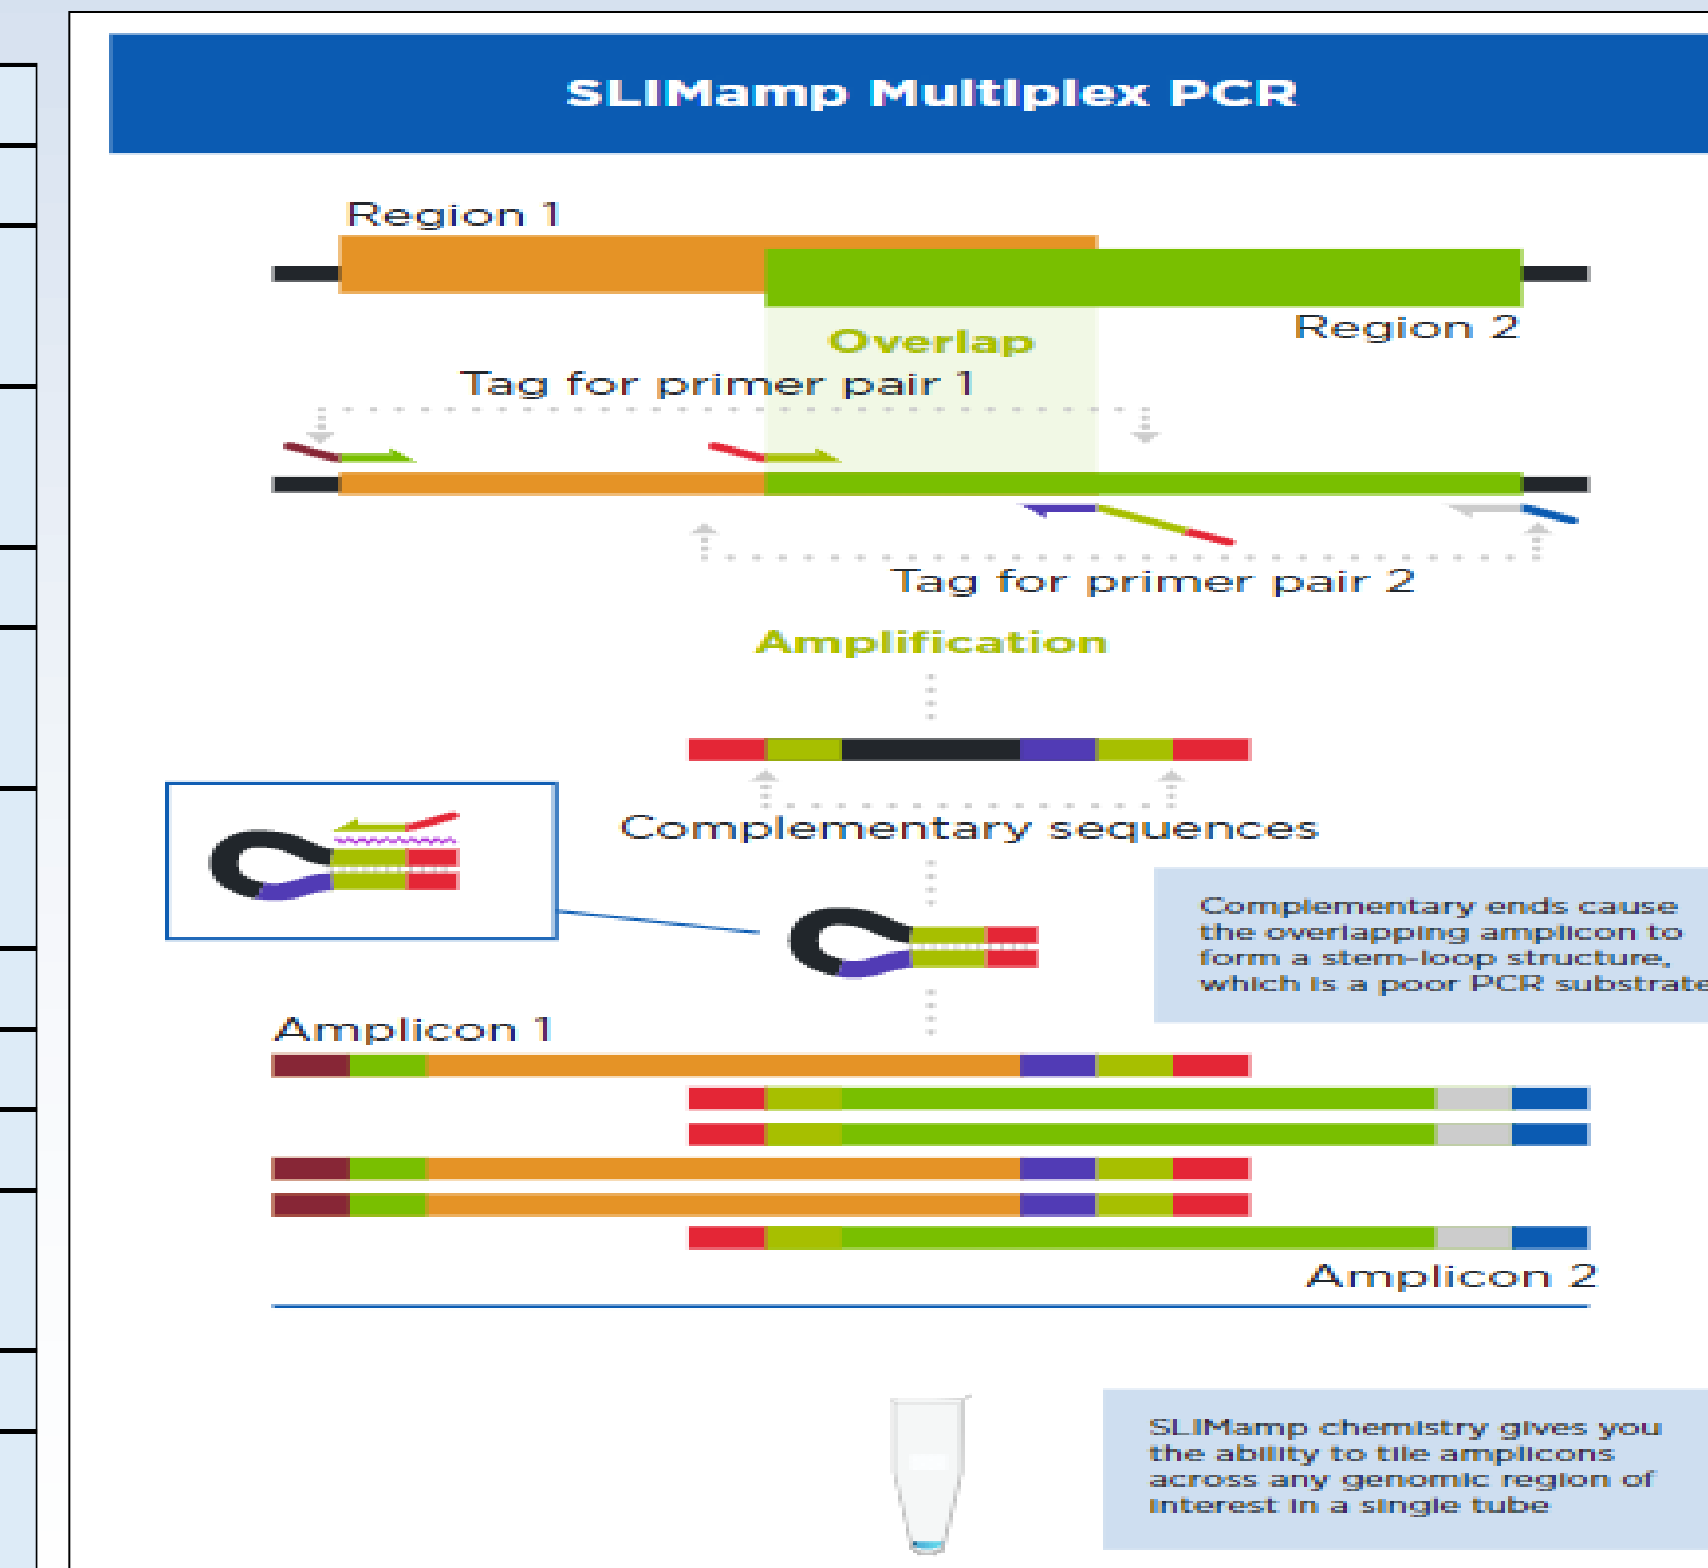 SLIMamp Multiplex PCR
Region 1
Region 2
Overlap
Tag for primer pair 1
Tag for primer pair 2
Amplification
Complementary sequences
Complementary ends cause
the overlapping amplicon to
form a stem-loop structure,
which is a poor PCR substrate
Amplicon 1
Amplicon 2
SLIMamp chemistry gives you
the ability to tile amplicons
across any genomic region of
interest in a single tube